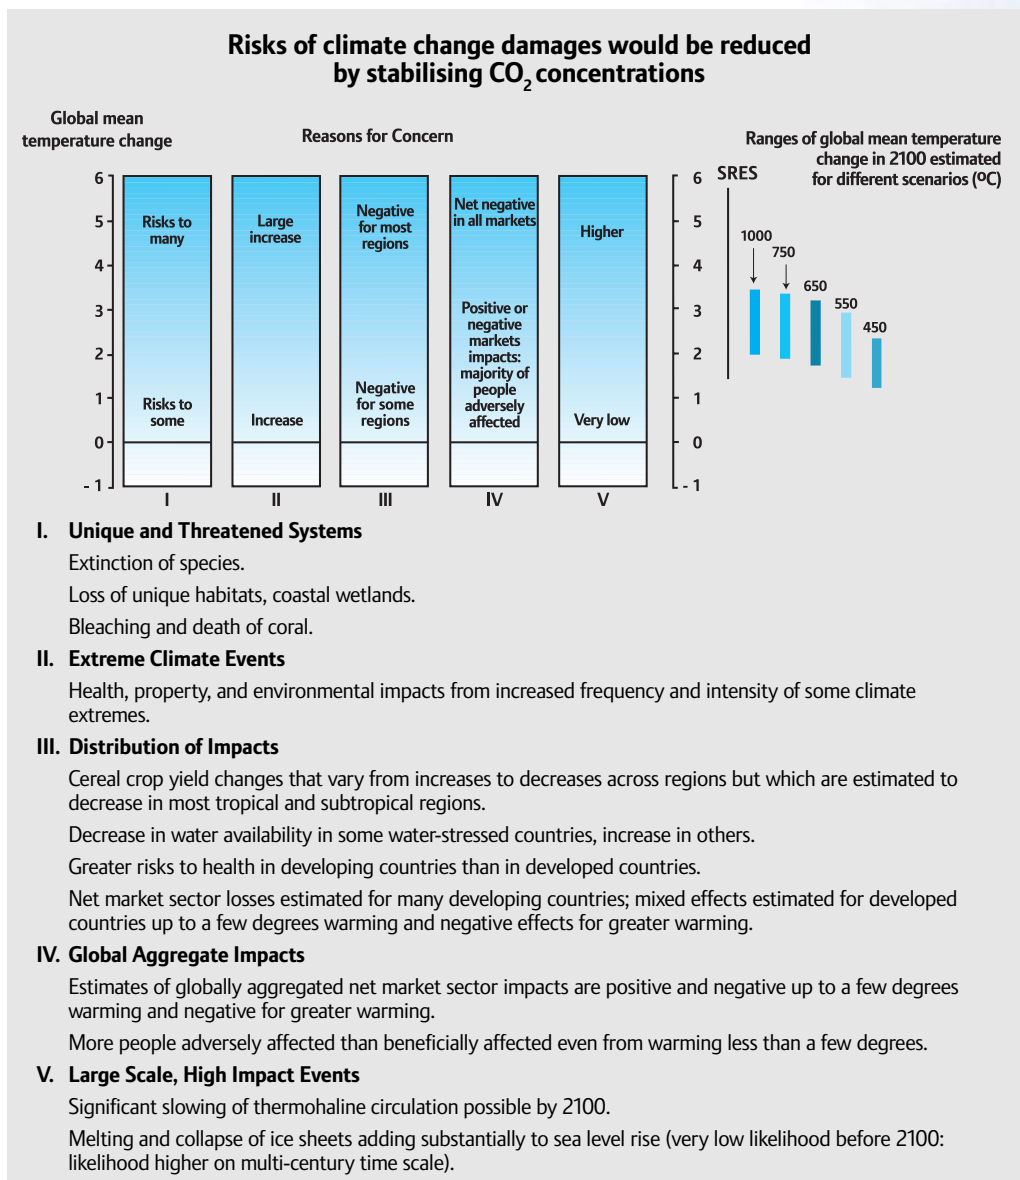 Risks of climate change damages would be reduced
by stabilising CO2 concentrations
Global mean
temperature change
Reasons for Concern
Ranges of global mean temperature
change in 2100 estimated
for different scenarios (ºC)
6
5
4
3
2
1
0
- 1
Risks to
many
Risks to
some
I
Large
increase
Increase
II
Negative
for most
regions
Negative
for some
regions
III
Net negative
in all markets
Positive or
negative
markets
impacts:
majority of
people
adversely
affected
IV
Higher
Very low
V
6
5
4
3
2
1
0
- 1
SRES
1000
750
650
550
450
I. Unique and Threatened Systems
Extinction of species.
Loss of unique habitats, coastal wetlands.
Bleaching and death of coral.
II. Extreme Climate Events
Health, property, and environmental impacts from increased frequency and intensity of some climate
extremes.
III. Distribution of Impacts
Cereal crop yield changes that vary from increases to decreases across regions but which are estimated to
decrease in most tropical and subtropical regions.
Decrease in water availability in some water-stressed countries, increase in others.
Greater risks to health in developing countries than in developed countries.
Net market sector losses estimated for many developing countries; mixed effects estimated for developed
countries up to a few degrees warming and negative effects for greater warming.
IV. Global Aggregate Impacts
Estimates of globally aggregated net market sector impacts are positive and negative up to a few degrees
warming and negative for greater warming.
More people adversely affected than beneficially affected even from warming less than a few degrees.
V. Large Scale, High Impact Events
Significant slowing of thermohaline circulation possible by 2100.
Melting and collapse of ice sheets adding substantially to sea level rise (very low likelihood before 2100:
likelihood higher on multi-century time scale).